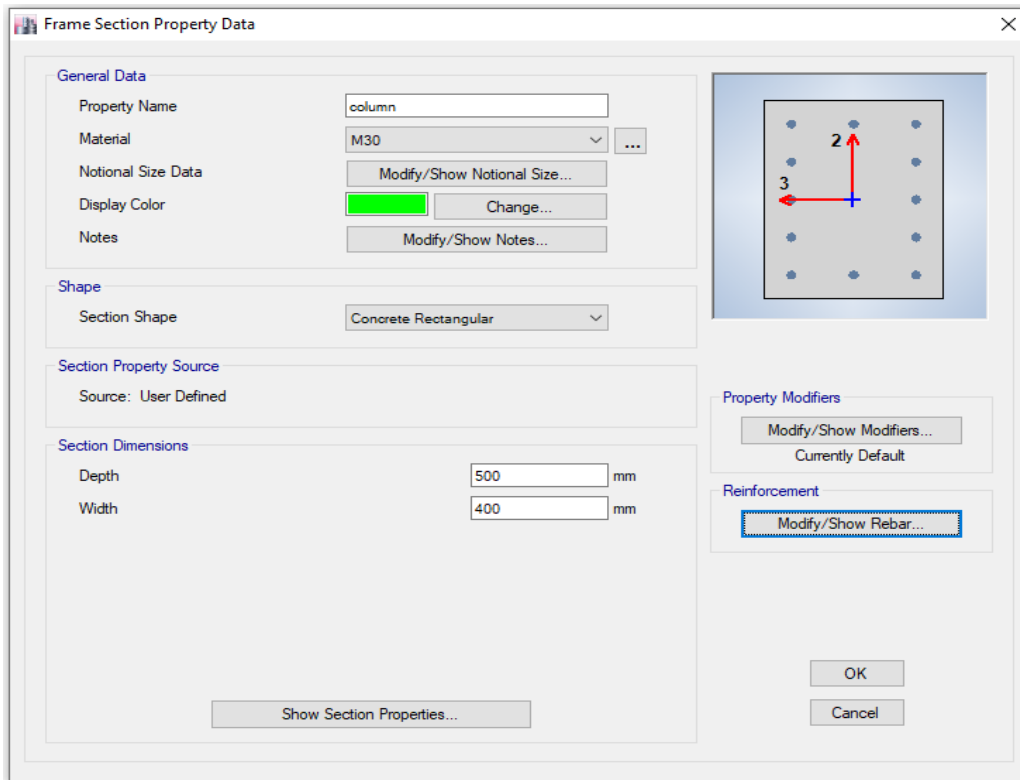 Frame Section Property Data
General Data
Property Name column
Material M30 ...
Notional Size Data Modify/Show Notional Size...
Display Color Change...
Notes Modify/Show Notes...
2
3
Shape
Section Shape Concrete Rectangular
Section Property Source
Source: User Defined
Section Dimensions
Depth 500 mm
Width 400 mm
Show Section Properties...
Property Modifiers
Modify/Show Modifiers...
Currently Default
Reinforcement
Modify/Show Rebar...
OK
Cancel